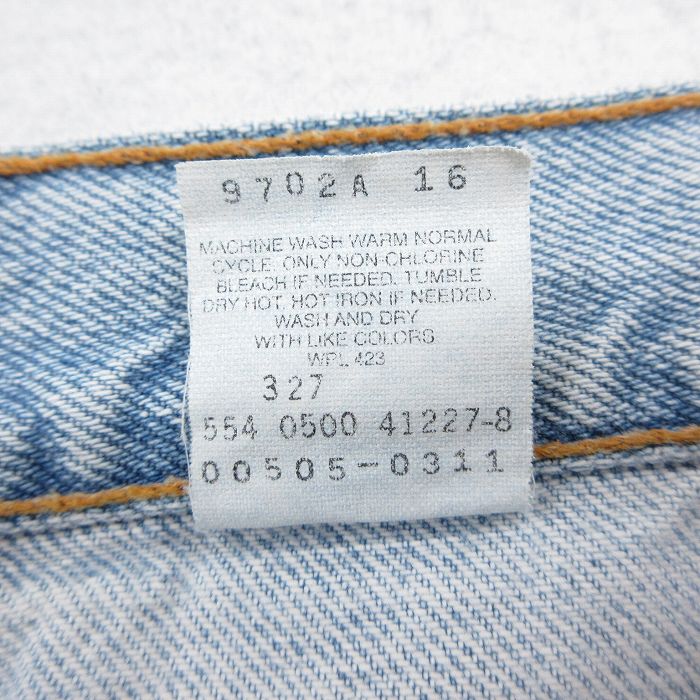 9702A 16
MACHINE WASH WARM NORMAL
CYCLE. ONLY NON-CHLORINE
BLEACH IF NEEDED. TUMBLE
DRY HOT. HOT IRON IF NEEDED.
WASH AND DRY
WITH LIKE COLORS
WPL 423
327
554 0500 41227-8
00505-0311